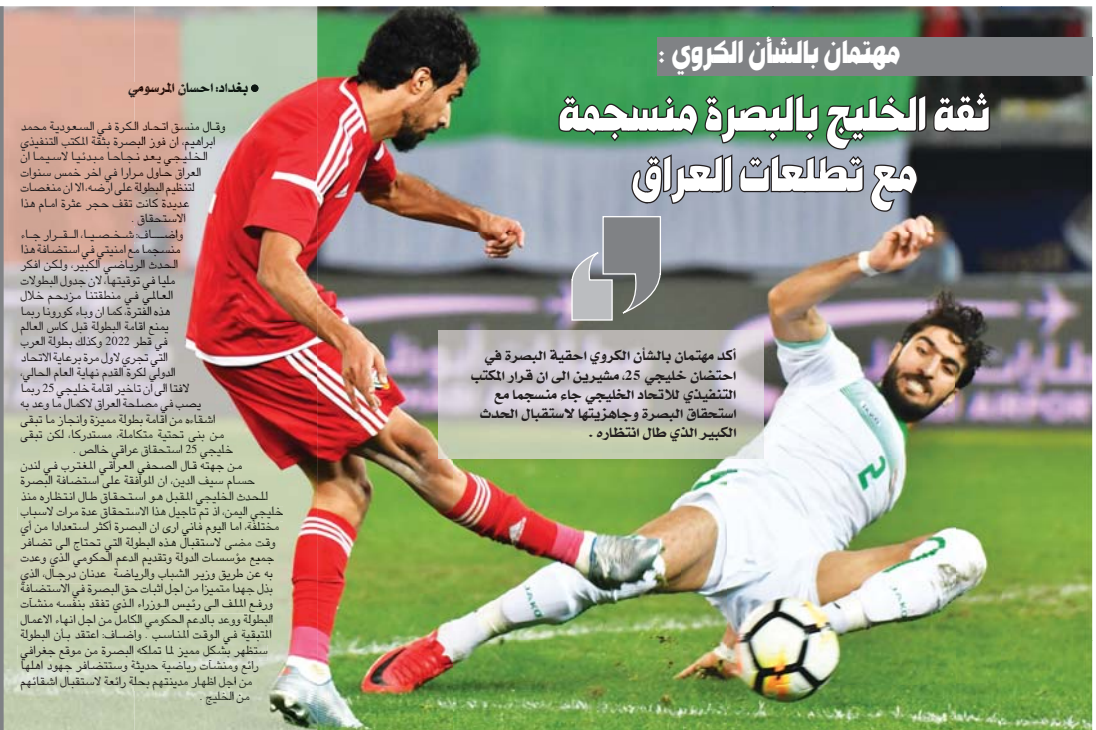 مهتمان بالشأن الكروي :
ثقة الخليج بالبصرة منسجمة
مع تطلعات العراق
أكد مهتمان بالشأن الكروي احقية البصرة في
احتضان خليجي 25، مشيرين الى ان قرار المكتب
التنفيذي للاتحاد الخليجي جاء منسجما مع
استحقاق البصرة وجاهزيتها لاستقبال الحدث
الكبير الذي طال انتظاره .
● بغداد: احسان المرسومي
وقال منسق اتحاد الكرة في السعودية محمد
ابراهيم، ان فوز البصرة بثقة المكتب التنفيذي
الخليجي يعد نجاحا مبدئيا لاسيما ان
العراق حاول مرارا في اخر خمس سنوات
لتنظيم البطولة على ارضه، الا ان منغصات
عديدة كانت تقف حجر عثرة امام هذا
الاستحقاق .
واضــاف: شخصيا، القرار جاء
منسجما مع امنيتي في استضافة هذا
الحدث الرياضي الكبير، ولكن افكر
مليا في توقيتها، لان جدول البطولات
العالمي في منطقتنا مزدحم خلال
هذه الفترة، كما ان وباء كورونا ربما
يمنع اقامة البطولة قبل كاس العالم
في قطر 2022 وكذلك بطولة العرب
التي تجرى لاول مرة برعاية الاتحاد
الدولي لكرة القدم نهاية العام الحالي،
لافتا الى أن تاخير اقامة خليجي 25 ربما
يصب في مصلحة العراق لاكمال ما وعد به
اشقاءه من اقامة بطولة مميزة وانجاز ما تبقى
من بنى تحتية متكاملة، مستدركا، لكن تبقى
خليجي 25 استحقاق عراقي خالص .
من جهته قال الصحفي العراقي المغترب في لندن
حسام سيف الدين، ان الموافقة على استضافة البصرة
للحدث الخليجي المقبل هو استحقاق طال انتظاره منذ
خليجي اليمن، اذ تم تاجيل هذا الاستحقاق عدة مرات لاسباب
مختلفة، اما اليوم فاني ارى ان البصرة أكثر استعدادا من أي
وقت مضى لاستقبال هذه البطولة التي تحتاج الى تضافر
جميع مؤسسات الدولة وتقديم الدعم الحكومي الذي وعدت
به عن طريق وزير الشباب والرياضة عدنان درجال، الذي
بذل جهدا متميزا من اجل اثبات حق البصرة في الاستضافة
ورفع الملف الى رئيس الـوزراء الذي تفقد بنفسه منشآت
البطولة ووعد بالدعم الحكومي الكامل من اجل انهاء الاعمال
المتبقية في الوقت المناسب . واضـاف: اعتقد بـأن البطولة
ستظهر بشكل مميز لما تملكه البصرة من موقع جغرافي
رائع ومنشآت رياضية حديثة وستتضافر جهود اهلها
من اجل اظهار مدينتهم بحلة رائعة لاستقبال اشقائهم
من الخليج .
2
JAKO